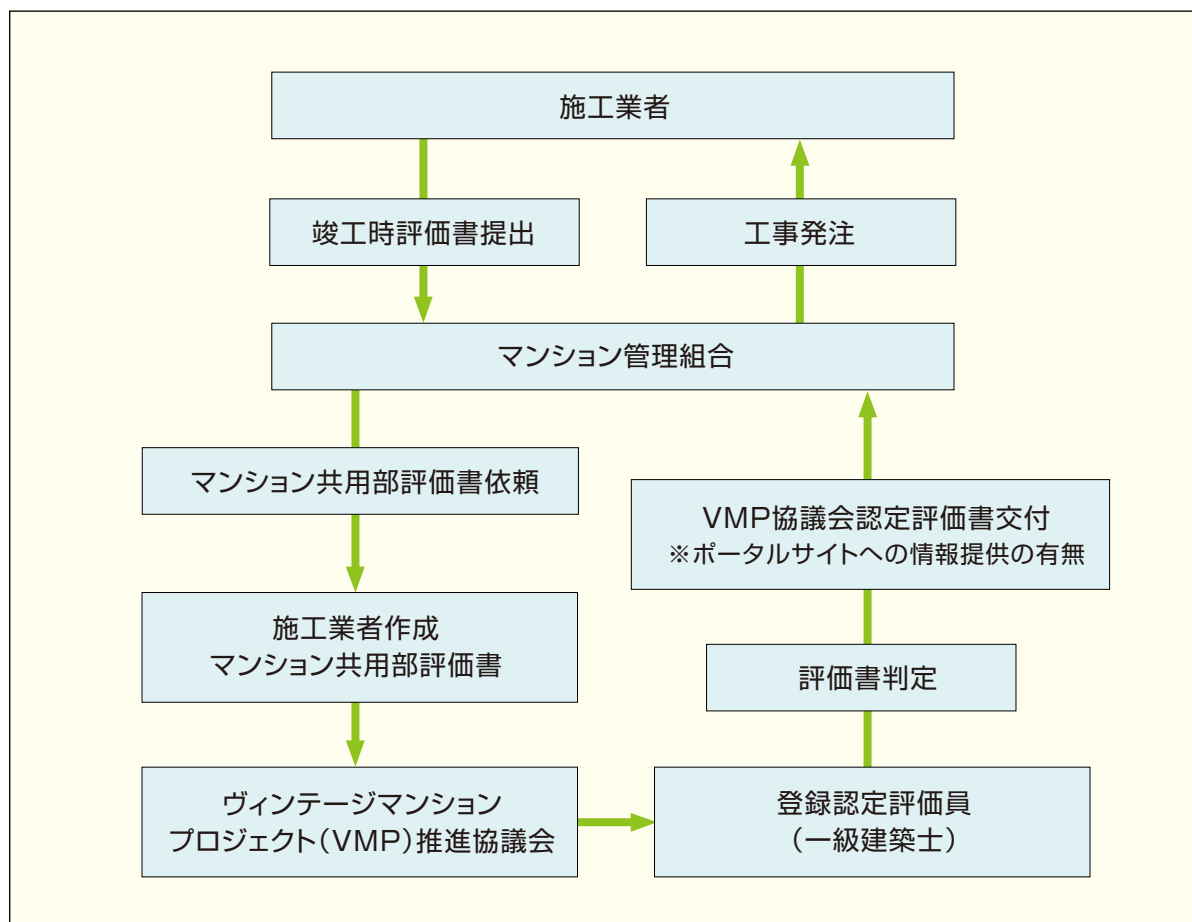 施工業者
竣工時評価書提出
工事発注
マンション管理組合
マンション共用部評価書依頼
VMP協議会認定評価書交付
※ポータルサイトへの情報提供の有無
施工業者作成
マンション共用部評価書
評価書判定
ヴィンテージマンション
プロジェクト(VMP)推進協議会
登録認定評価員
(一級建築士)